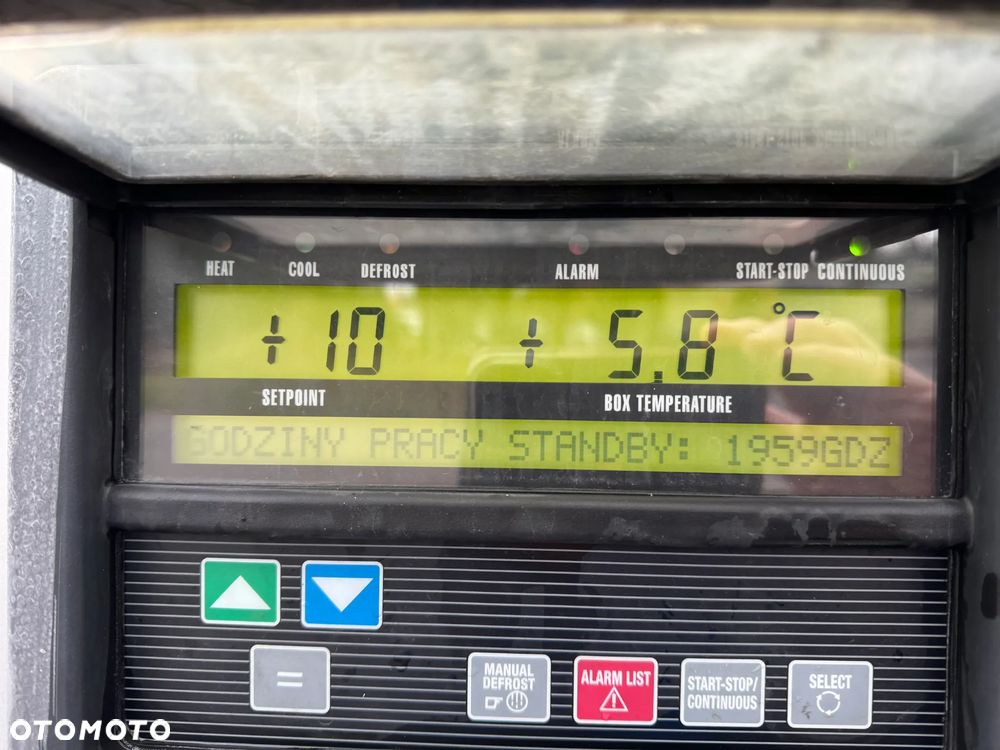 HEAT COOL DEFROST ALARM START-STOP CONTINUOUS
+10 +5.8 °C
SETPOINT BOX TEMPERATURE
GODZINY PRACY STANDBY: 1959GDZ
=
MANUAL DEFROST
ALARM LIST
START-STOP/CONTINUOUS
SELECT
OTOMOTO